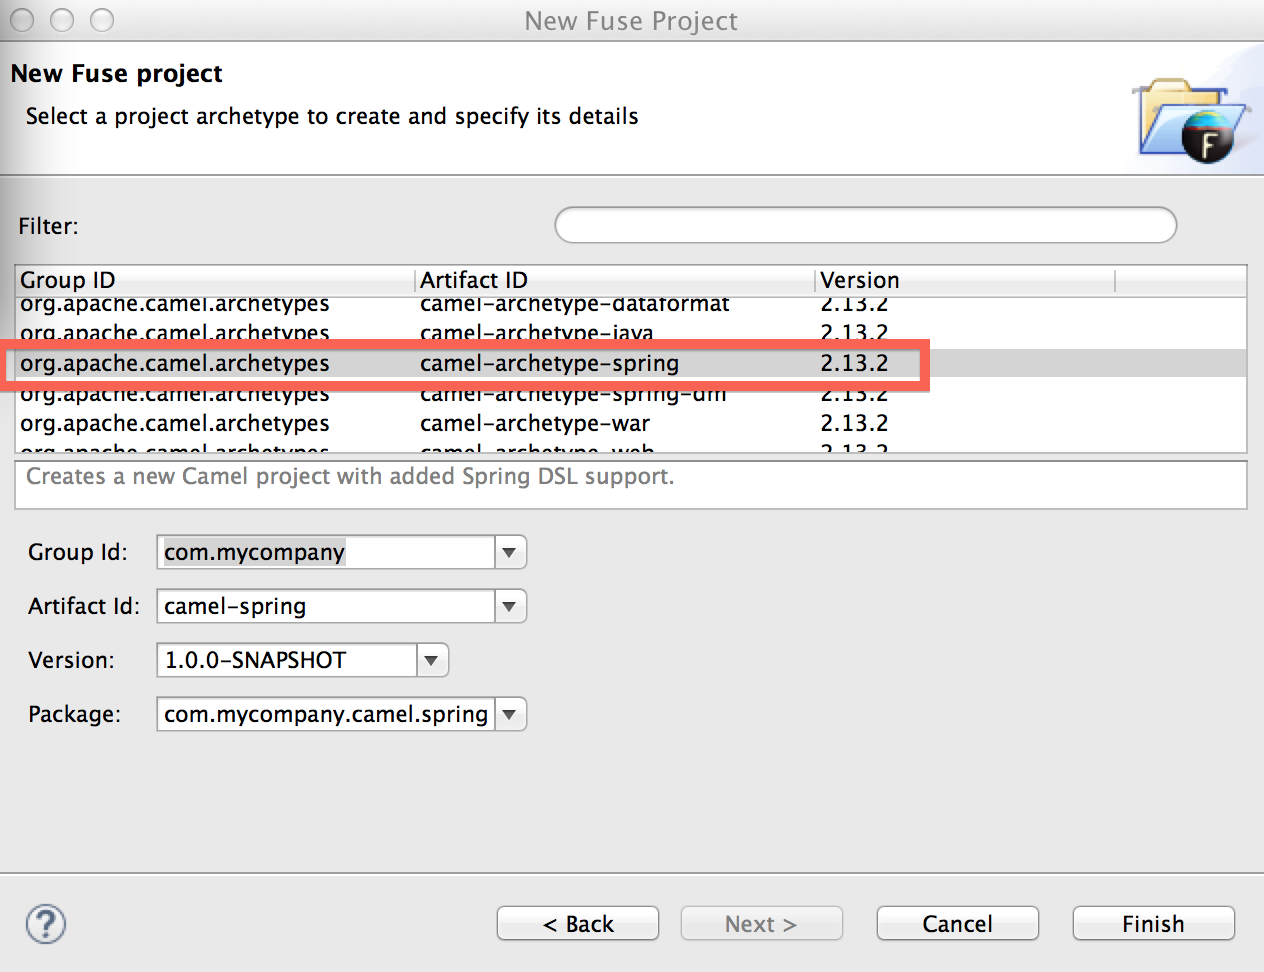 New Fuse Project
New Fuse project
Select a project archetype to create and specify its details
F
Filter:
Group ID Artifact ID Version
org.apache.camel.archetypes camel-archetype-dataformat 2.13.2
org.apache.camel.archetypes camel-archetype-java 2.13.2
org.apache.camel.archetypes camel-archetype-spring 2.13.2
org.apache.camel.archetypes camel-archetype-spring-dm 2.13.2
org.apache.camel.archetypes camel-archetype-war 2.13.2
org.apache.camel.archetypes camel-archetype-web 2.13.2
Creates a new Camel project with added Spring DSL support.
Group Id: com.mycompany
Artifact Id: camel-spring
Version: 1.0.0-SNAPSHOT
Package: com.mycompany.camel.spring
? < Back Next > Cancel Finish